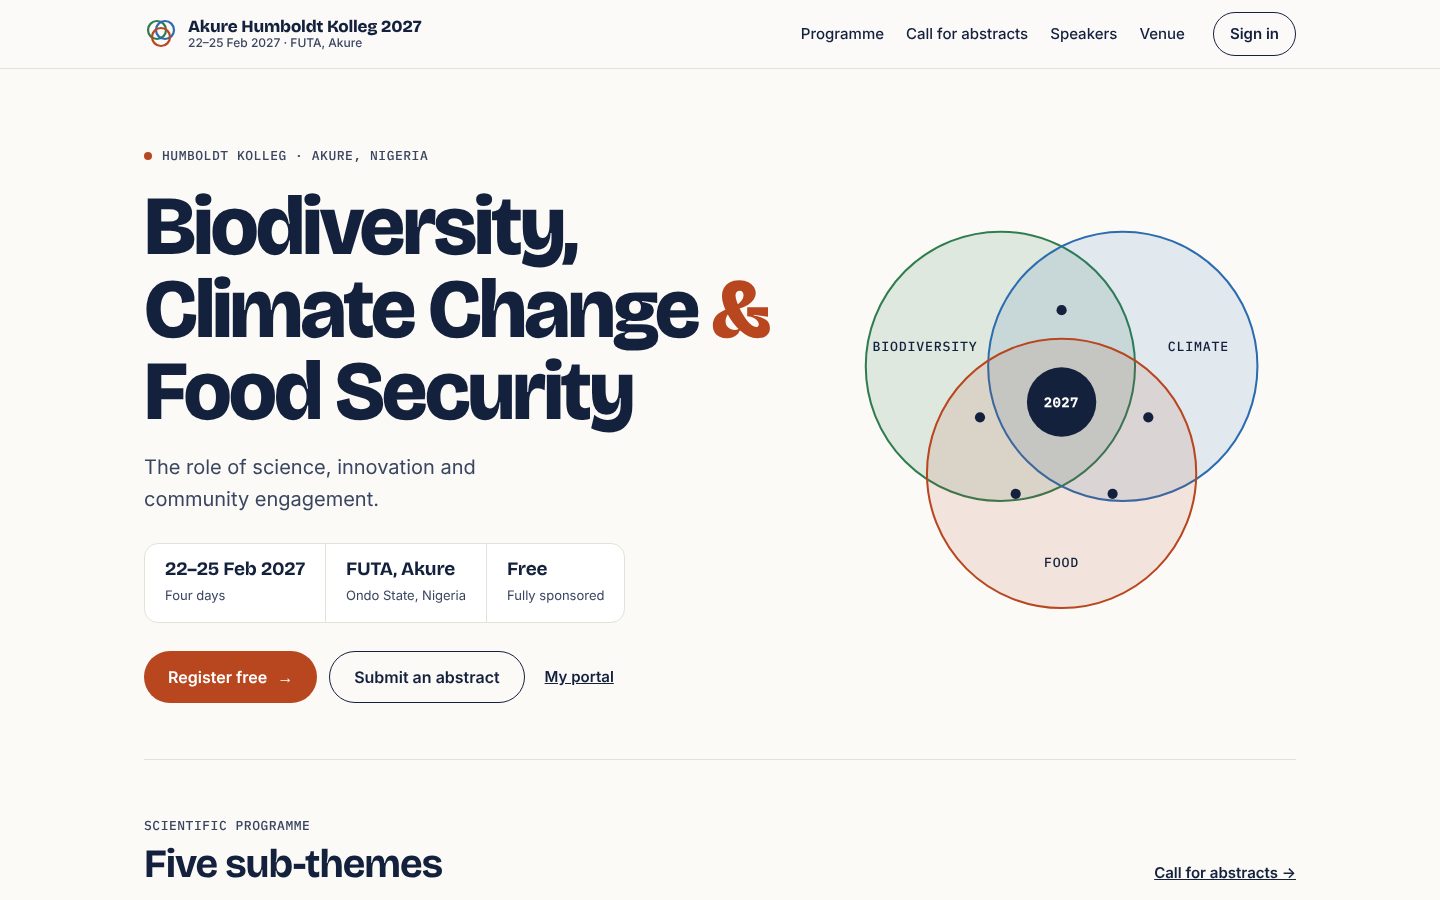 Akure Humboldt Kolleg 2027
22–25 Feb 2027 · FUTA, Akure
Programme
Call for abstracts
Speakers
Venue
Sign in
HUMBOLDT KOLLEG · AKURE, NIGERIA
Biodiversity,
Climate Change &
Food Security
The role of science, innovation and
community engagement.
22–25 Feb 2027
Four days
FUTA, Akure
Ondo State, Nigeria
Free
Fully sponsored
Register free →
Submit an abstract
My portal
BIODIVERSITY
CLIMATE
2027
FOOD
SCIENTIFIC PROGRAMME
Five sub-themes
Call for abstracts →